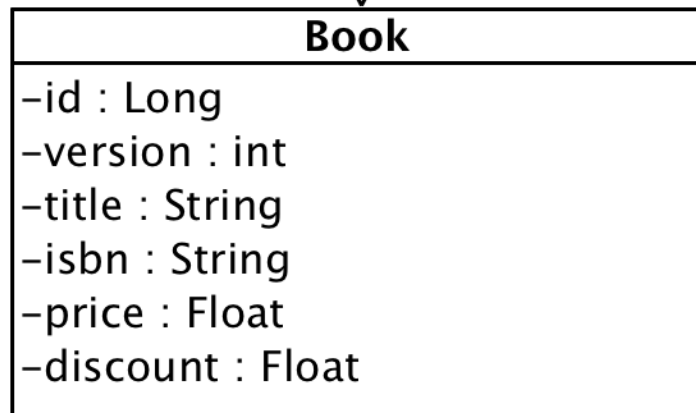 Book
-id : Long
-version : int
-title : String
-isbn : String
-price : Float
-discount : Float